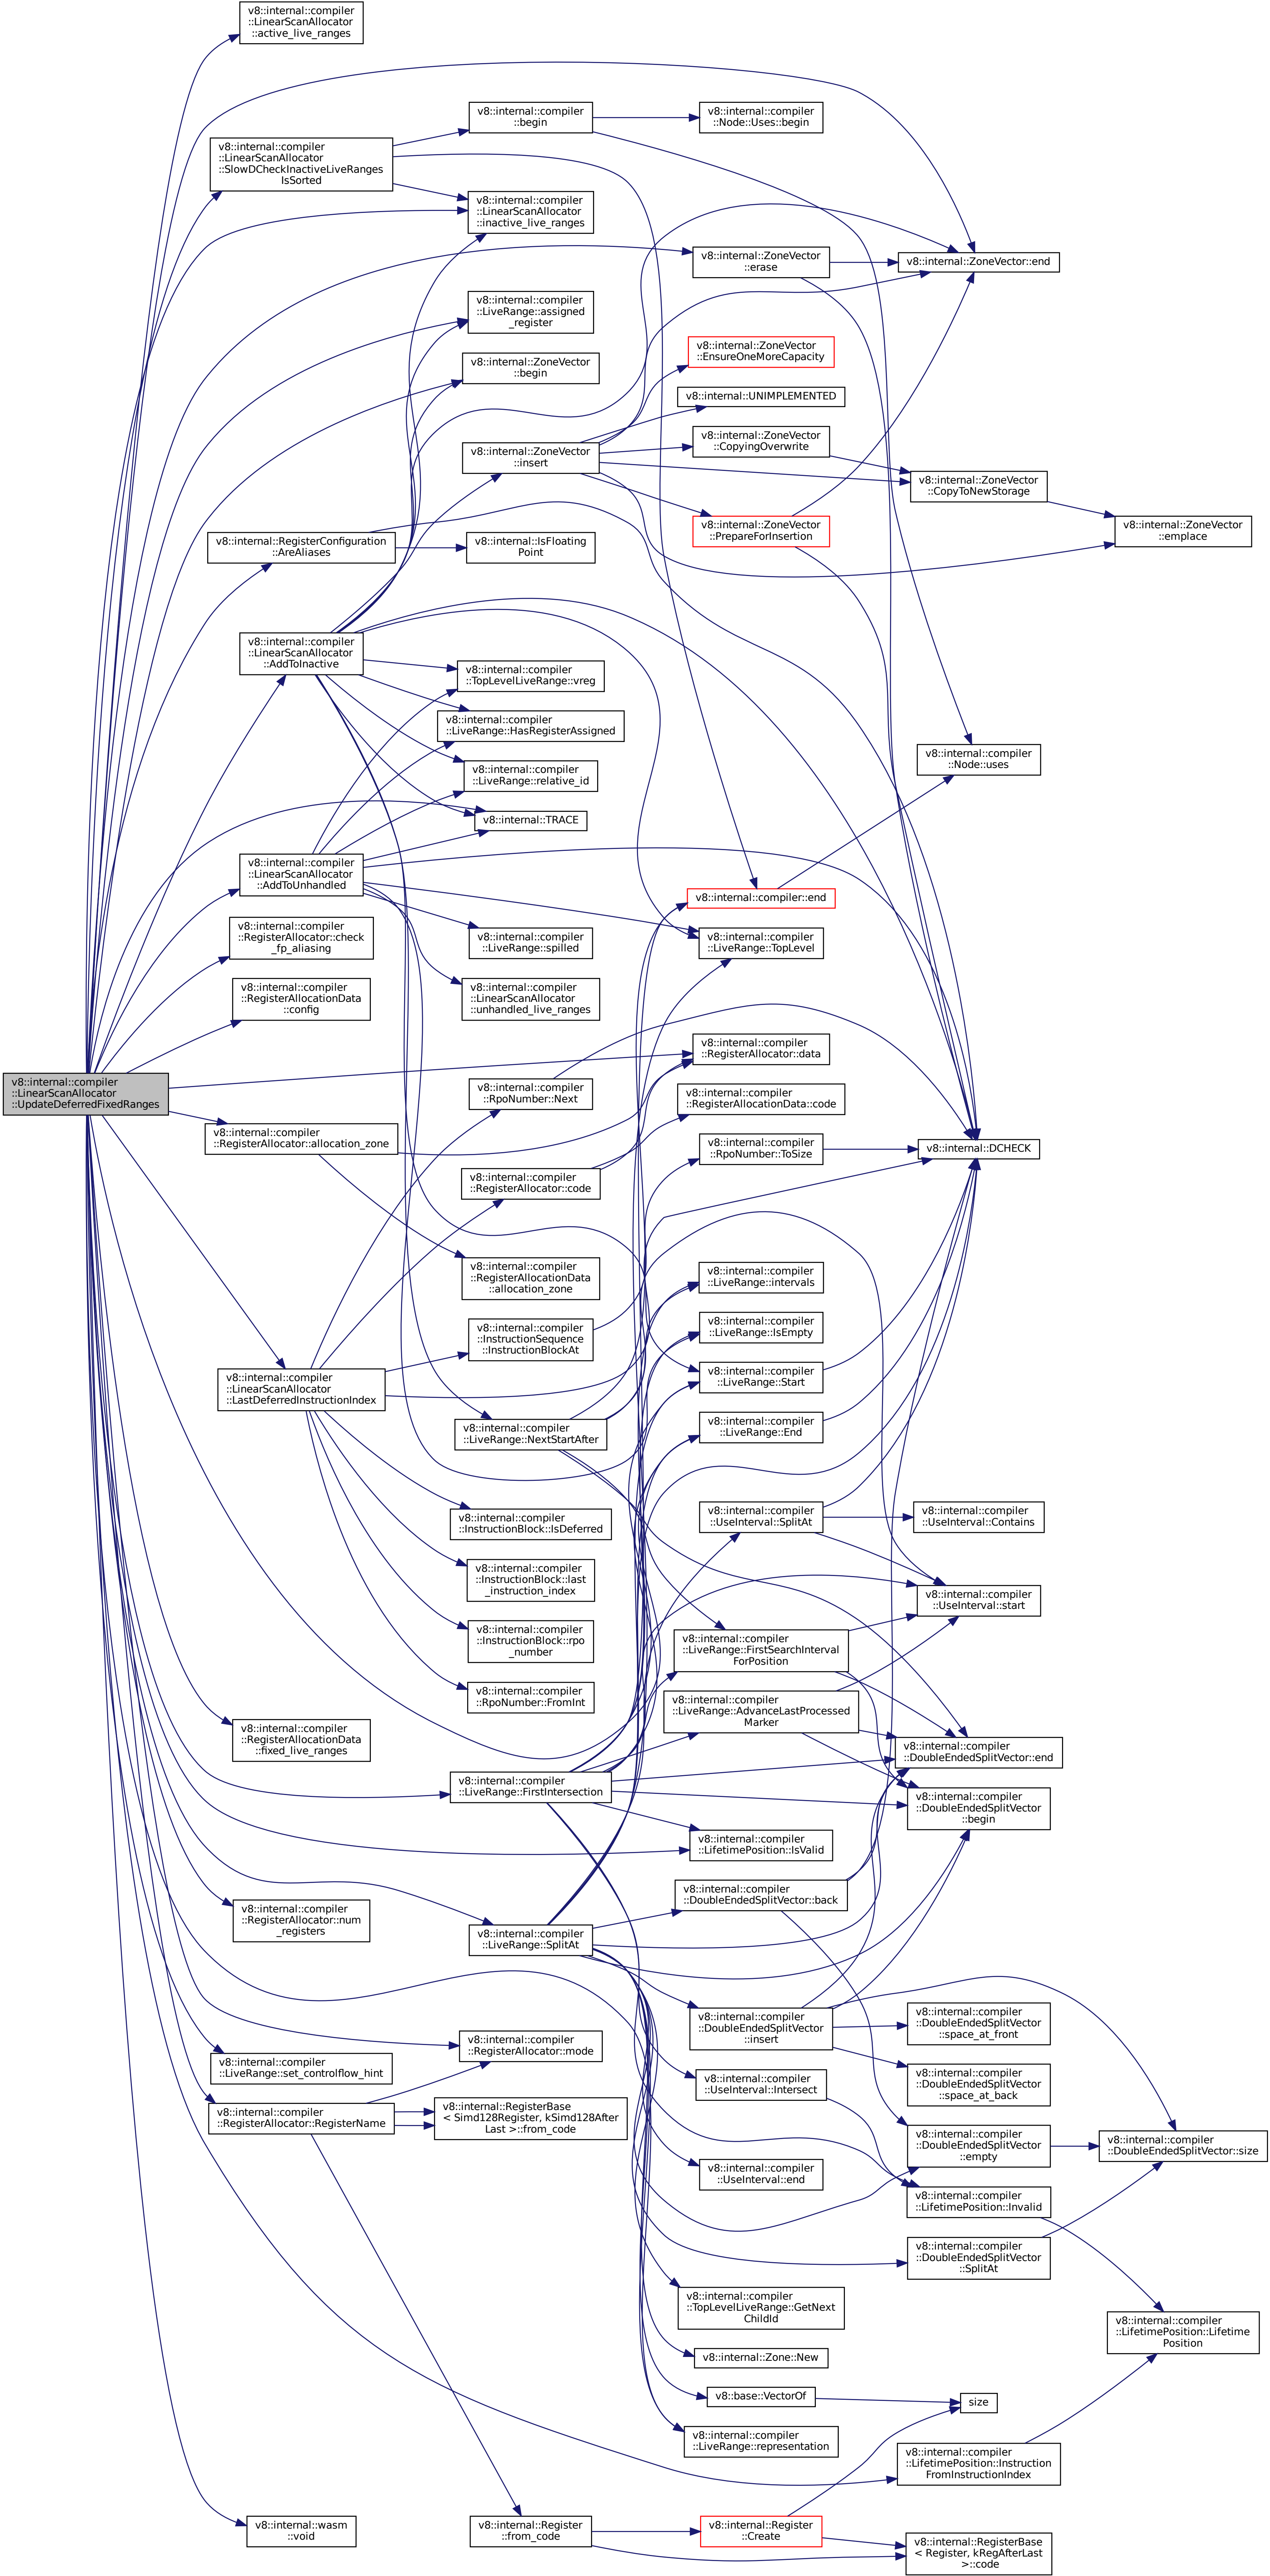 v8::internal::compiler
::LinearScanAllocator
::active_live_ranges
v8::internal::compiler
::begin
v8::internal::compiler
::Node::Uses::begin
v8::internal::compiler
::LinearScanAllocator
::SlowDCheckInactiveLiveRanges
IsSorted
v8::internal::compiler
::LinearScanAllocator
::inactive_live_ranges
v8::internal::ZoneVector
::erase
v8::internal::ZoneVector::end
v8::internal::compiler
::LiveRange::assigned
_register
v8::internal::ZoneVector
::EnsureOneMoreCapacity
v8::internal::ZoneVector
::begin
v8::internal::UNIMPLEMENTED
v8::internal::ZoneVector
::insert
v8::internal::ZoneVector
::CopyingOverwrite
v8::internal::ZoneVector
::CopyToNewStorage
v8::internal::ZoneVector
::PrepareForInsertion
v8::internal::ZoneVector
::emplace
v8::internal::RegisterConfiguration
::AreAliases
v8::internal::IsFloating
Point
v8::internal::compiler
::LinearScanAllocator
::AddToInactive
v8::internal::compiler
::TopLevelLiveRange::vreg
v8::internal::compiler
::LiveRange::HasRegisterAssigned
v8::internal::compiler
::Node::uses
v8::internal::compiler
::LiveRange::relative_id
v8::internal::TRACE
v8::internal::compiler
::LinearScanAllocator
::AddToUnhandled
v8::internal::compiler::end
v8::internal::compiler
::RegisterAllocator::check
_fp_aliasing
v8::internal::compiler
::LiveRange::spilled
v8::internal::compiler
::LiveRange::TopLevel
v8::internal::compiler
::RegisterAllocationData
::config
v8::internal::compiler
::LinearScanAllocator
::unhandled_live_ranges
v8::internal::compiler
::RegisterAllocator::data
v8::internal::compiler
::LinearScanAllocator
::UpdateDeferredFixedRanges
v8::internal::compiler
::RpoNumber::Next
v8::internal::compiler
::RegisterAllocationData::code
v8::internal::compiler
::RegisterAllocator::allocation_zone
v8::internal::compiler
::RpoNumber::ToSize
v8::internal::DCHECK
v8::internal::compiler
::RegisterAllocator::code
v8::internal::compiler
::RegisterAllocationData
::allocation_zone
v8::internal::compiler
::LiveRange::intervals
v8::internal::compiler
::InstructionSequence
::InstructionBlockAt
v8::internal::compiler
::LiveRange::IsEmpty
v8::internal::compiler
::LinearScanAllocator
::LastDeferredInstructionIndex
v8::internal::compiler
::LiveRange::Start
v8::internal::compiler
::LiveRange::NextStartAfter
v8::internal::compiler
::LiveRange::End
v8::internal::compiler
::InstructionBlock::IsDeferred
v8::internal::compiler
::UseInterval::SplitAt
v8::internal::compiler
::UseInterval::Contains
v8::internal::compiler
::InstructionBlock::last
_instruction_index
v8::internal::compiler
::UseInterval::start
v8::internal::compiler
::InstructionBlock::rpo
_number
v8::internal::compiler
::LiveRange::FirstSearchInterval
ForPosition
v8::internal::compiler
::RpoNumber::FromInt
v8::internal::compiler
::LiveRange::AdvanceLastProcessed
Marker
v8::internal::compiler
::RegisterAllocationData
::fixed_live_ranges
v8::internal::compiler
::DoubleEndedSplitVector::end
v8::internal::compiler
::LiveRange::FirstIntersection
v8::internal::compiler
::DoubleEndedSplitVector
::begin
v8::internal::compiler
::LifetimePosition::IsValid
v8::internal::compiler
::DoubleEndedSplitVector::back
v8::internal::compiler
::RegisterAllocator::num
_registers
v8::internal::compiler
::LiveRange::SplitAt
v8::internal::compiler
::DoubleEndedSplitVector
::insert
v8::internal::compiler
::DoubleEndedSplitVector
::space_at_front
v8::internal::compiler
::RegisterAllocator::mode
v8::internal::compiler
::LiveRange::set_controlflow_hint
v8::internal::compiler
::UseInterval::Intersect
v8::internal::compiler
::DoubleEndedSplitVector
::space_at_back
v8::internal::compiler
::RegisterAllocator::RegisterName
v8::internal::RegisterBase
< Simd128Register, kSimd128After
Last >::from_code
v8::internal::compiler
::DoubleEndedSplitVector
::empty
v8::internal::compiler
::DoubleEndedSplitVector::size
v8::internal::compiler
::UseInterval::end
v8::internal::compiler
::LifetimePosition::Invalid
v8::internal::compiler
::DoubleEndedSplitVector
::SplitAt
v8::internal::compiler
::TopLevelLiveRange::GetNext
ChildId
v8::internal::compiler
::LifetimePosition::Lifetime
Position
v8::internal::Zone::New
v8::base::VectorOf
size
v8::internal::compiler
::LiveRange::representation
v8::internal::compiler
::LifetimePosition::Instruction
FromInstructionIndex
v8::internal::wasm
::void
v8::internal::Register
::from_code
v8::internal::Register
::Create
v8::internal::RegisterBase
< Register, kRegAfterLast
>::code